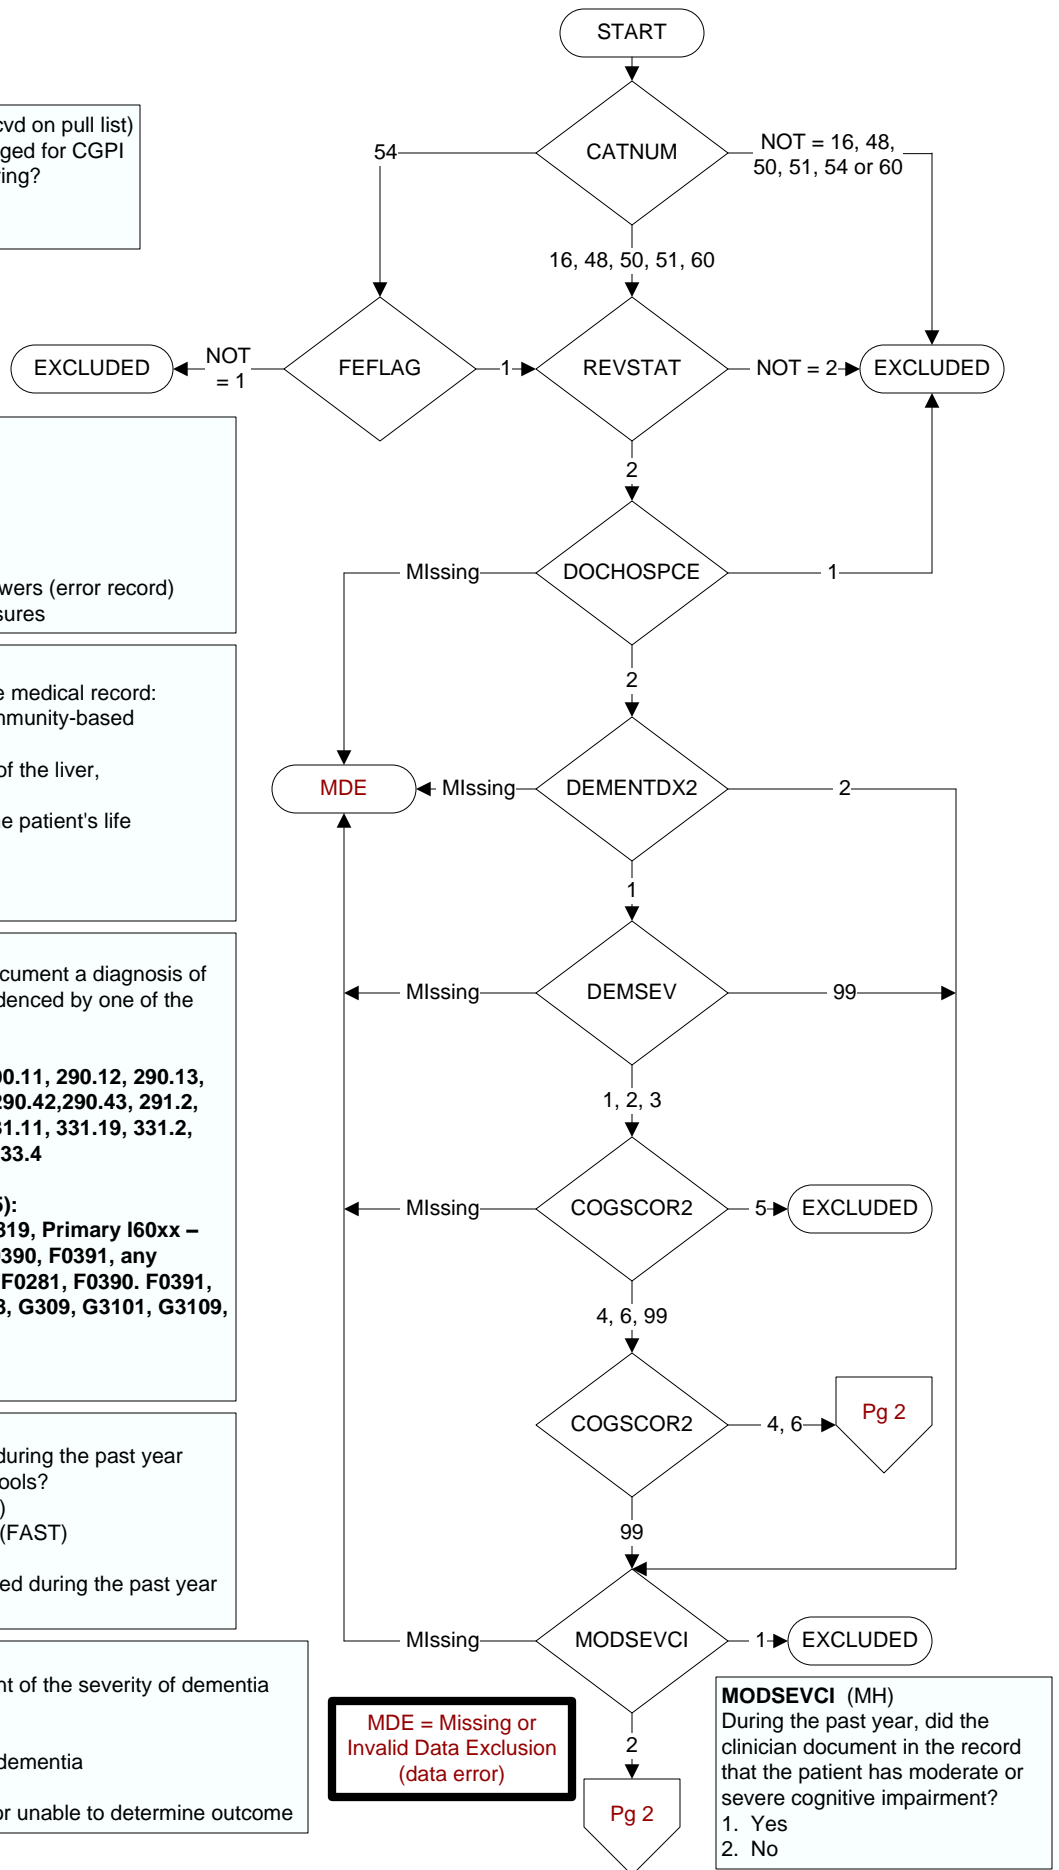 START
cvd on pull list)
ged for CGPI
ring?
CATNUM
54
NOT = 16, 48,
50, 51, 54 or 60
16, 48, 50, 51, 60
EXCLUDED
NOT
= 1
FEFLAG
1
REVSTAT
NOT = 2
EXCLUDED
2
wers (error record)
sures
MIssing
DOCHOSPCE
1
2
e medical record:
mmunity-based
of the liver,
he patient's life
MDE
MIssing
DEMENTDX2
2
1
ocument a diagnosis of
idenced by one of the
90.11, 290.12, 290.13,
290.42,290.43, 291.2,
31.11, 331.19, 331.2,
33.4
5):
319, Primary I60xx –
0390, F0391, any
F0281, F0390. F0391,
3, G309, G3101, G3109,
MIssing
DEMSEV
99
1, 2, 3
MIssing
COGSCOR2
5
EXCLUDED
4, 6, 99
COGSCOR2
4, 6
Pg 2
99
during the past year
ools?
)
(FAST)
ed during the past year
MIssing
MODSEVCI
1
EXCLUDED
2
Pg 2
nt of the severity of dementia
dementia
or unable to determine outcome
MDE = Missing or
Invalid Data Exclusion
(data error)
MODSEVCI (MH)
During the past year, did the
clinician document in the record
that the patient has moderate or
severe cognitive impairment?
1. Yes
2. No